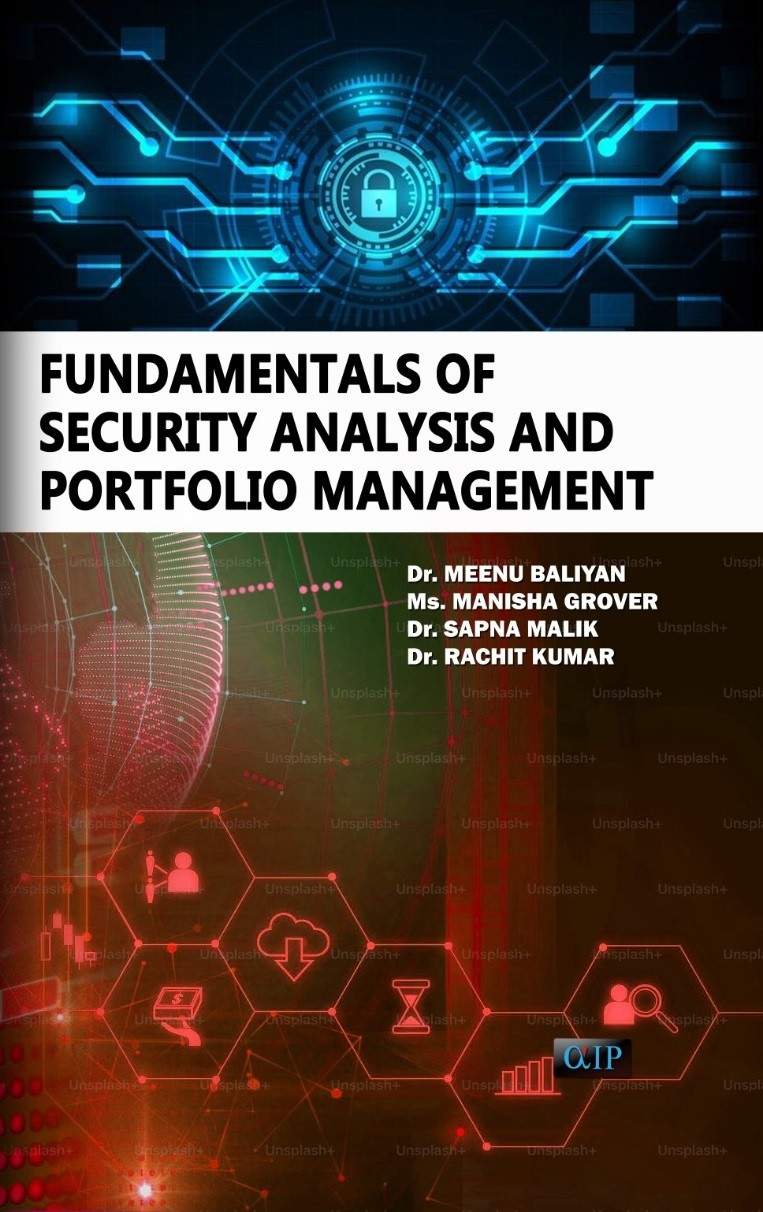 FUNDAMENTALS OF
SECURITY ANALYSIS AND
PORTFOLIO MANAGEMENT
Dr. MEENU BALIYAN
Ms. MANISHA GROVER
Dr. SAPNA MALIK
Dr. RACHIT KUMAR
Unsplash+
$
αIP